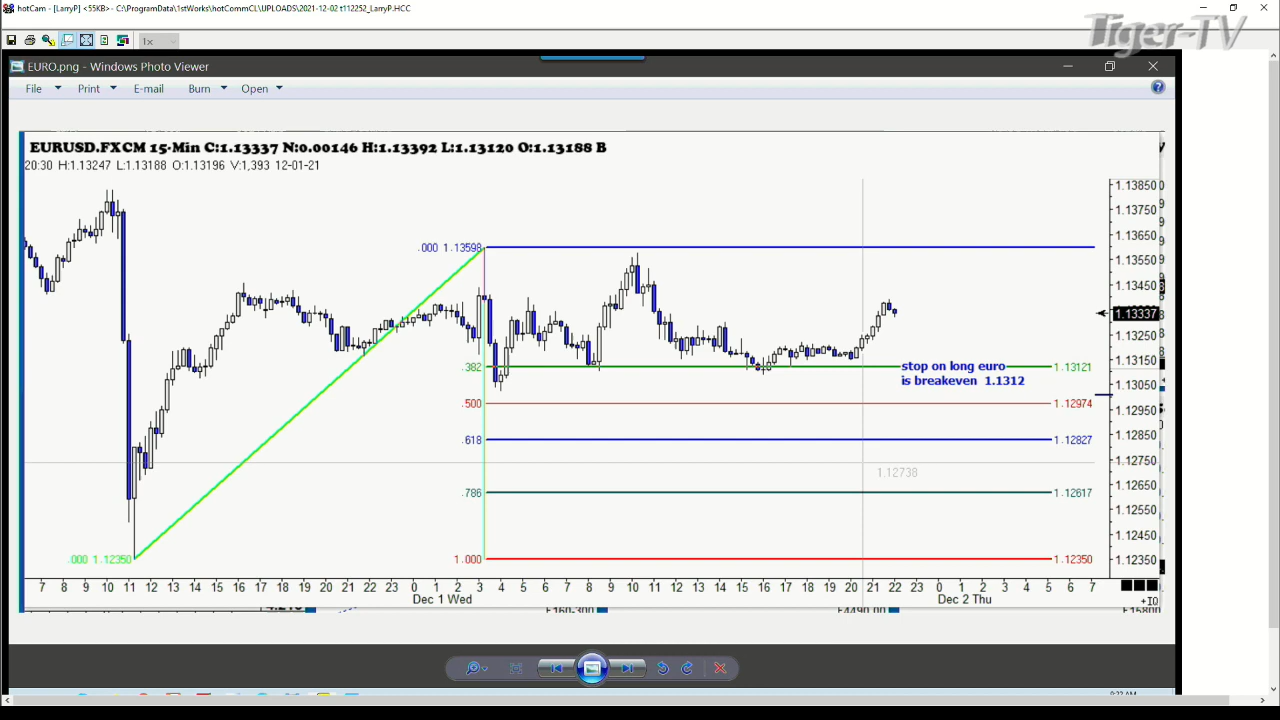 hotCam - [LarryP] <55KB> - C:\ProgramData\1stWorks\hotCommCL\UPLOADS\2021-12-02 t112252_LarryP.HCC
Tiger-TV
1x
EURO.png - Windows Photo Viewer
File Print E-mail Burn Open
EURUSD.FXCM 15-Min C:1.13337 N:0.00146 H:1.13392 L:1.13120 O:1.13188 B
20:30 H:1.13247 L:1.13188 O:1.13196 V:1,393 12-01-21
1.13850
1.13750
.000 1.13598
1.13650
1.13550
1.13450
1.13337
1.13250
.382
stop on long euro
is breakeven 1.1312
1.13121
1.13150
1.13050
.500
1.12974
1.12950
.618
1.12827
1.12850
1.12738
1.12750
.786
1.12617
1.12650
1.12550
1.12450
.000 1.12350
1.000
1.12350
1.12350
7 8 9 10 11 12 13 14 15 16 17 18 19 20 21 22 23 0 1 2 3 4 5 6 7 8 9 10 11 12 13 14 15 16 17 18 19 20 21 22 23 0 1 2 3 4 5 6 7
Dec 1 Wed
Dec 2 Thu
+10